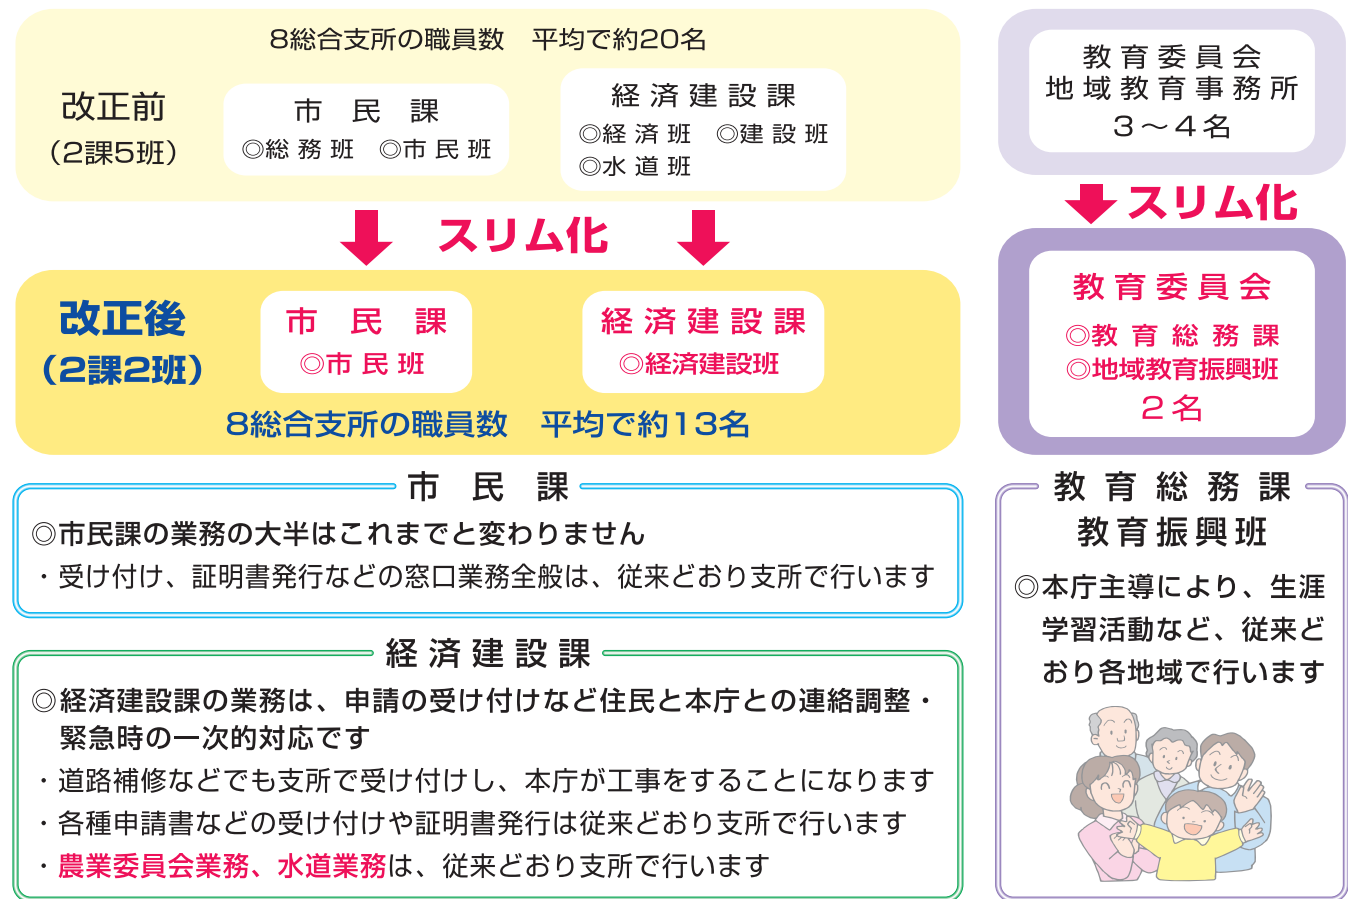 8総合支所の職員数　平均で約20名
改正前
（2課5班）
市　民　課
◎総務班　◎市民班
経済建設課
◎経済班　◎建設班
◎水道班
スリム化
改正後
（2課2班）
市　民　課
◎市民班
経済建設課
◎経済建設班
8総合支所の職員数　平均で約13名
教育委員会
地域教育事務所
3～4名
スリム化
教育委員会
◎教育総務課
◎地域教育振興班
2名
市　民　課
◎市民課の業務の大半はこれまでと変わりません
・受け付け、証明書発行などの窓口業務全般は、従来どおり支所で行います
経済建設課
◎経済建設課の業務は、申請の受け付けなど住民と本庁との連絡調整・
緊急時の一次的対応です
・道路補修などでも支所で受け付けし、本庁が工事をすることになります
・各種申請書などの受け付けや証明書発行は従来どおり支所で行います
・農業委員会業務、水道業務は、従来どおり支所で行います
教育総務課
教育振興班
◎本庁主導により、生涯
学習活動など、従来ど
おり各地域で行います